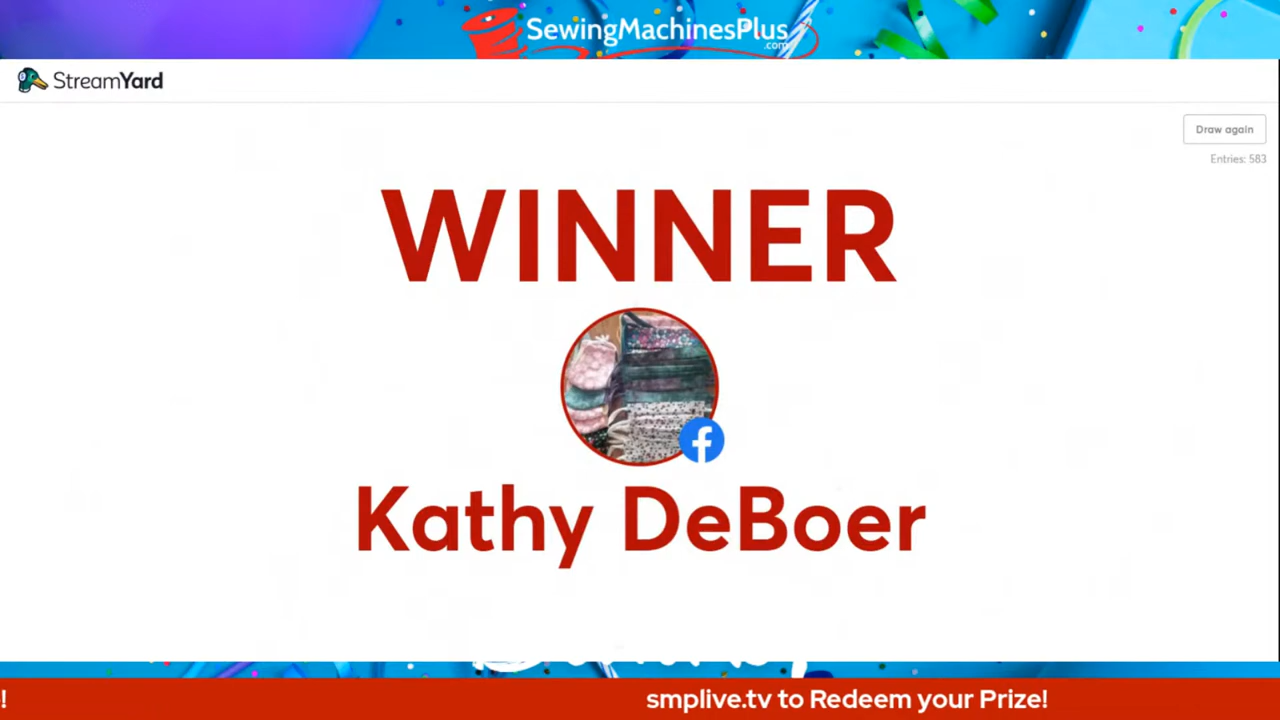 SewingMachinesPlus
.com
StreamYard
Draw again
Entries: 583
WINNER
Kathy DeBoer
! smplive.tv to Redeem your Prize!